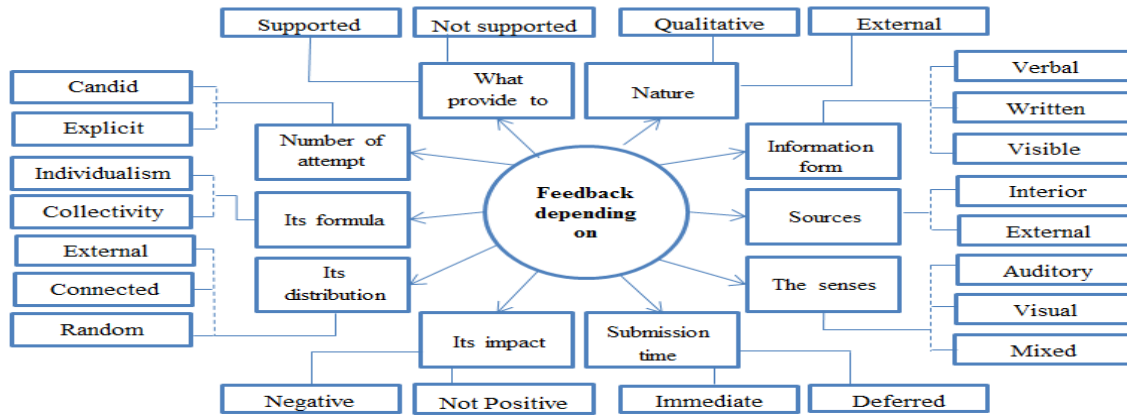 Supported
Not supported
Qualitative
External
What
provide to
Nature
Candid
Explicit
Number of
attempt
Verbal
Written
Visible
Information
form
Individualism
Collectivity
Its formula
Feedback
depending
on
Sources
Interior
External
External
Connected
Random
Its
distribution
The senses
Auditory
Visual
Mixed
Its impact
Submission
time
Negative
Not Positive
Immediate
Deferred